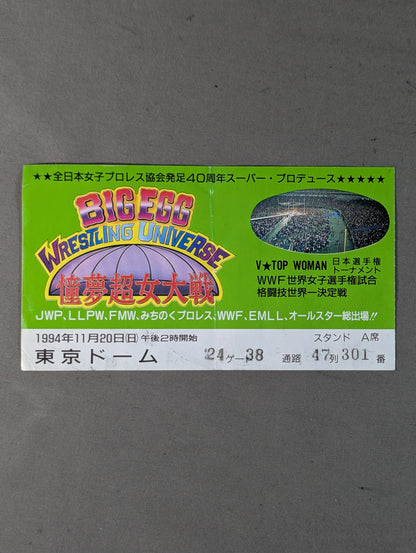 ★★全日本女子プロレス協会発足40周年スーパー・プロデュース★★★★★
BIG EGG
WRESTLING UNIVERSE
憧夢超女大戦
V★TOP WOMAN 日本選手権トーナメント
WWF世界女子選手権試合
格闘技世界一決定戦
JWP、LLPW、FMW、みちのくプロレス、WWF、EMLL、オールスター総出場!!
1994年11月20日(日)午後2時開始 スタンド A席
東京ドーム 24ゲー38 通路 47列301番